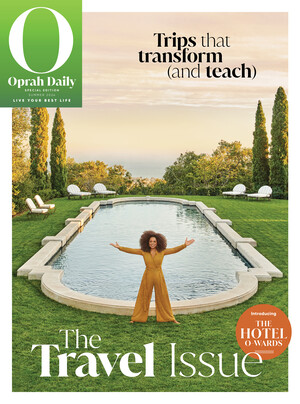 O
Oprah Daily
SPECIAL EDITION
LIVE YOUR BEST LIFE
Trips that
transform
(and teach)
Introducing
THE
HOTEL
O-WARDS
The
Travel Issue